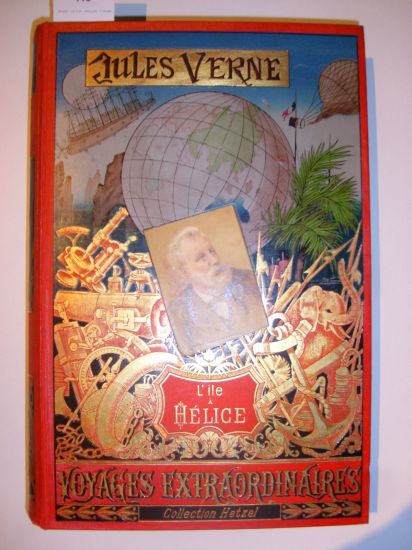 JULES VERNE
L'île
À
HÉLICE
VOYAGES EXTRAORDINAIRES
Collection Hetzel